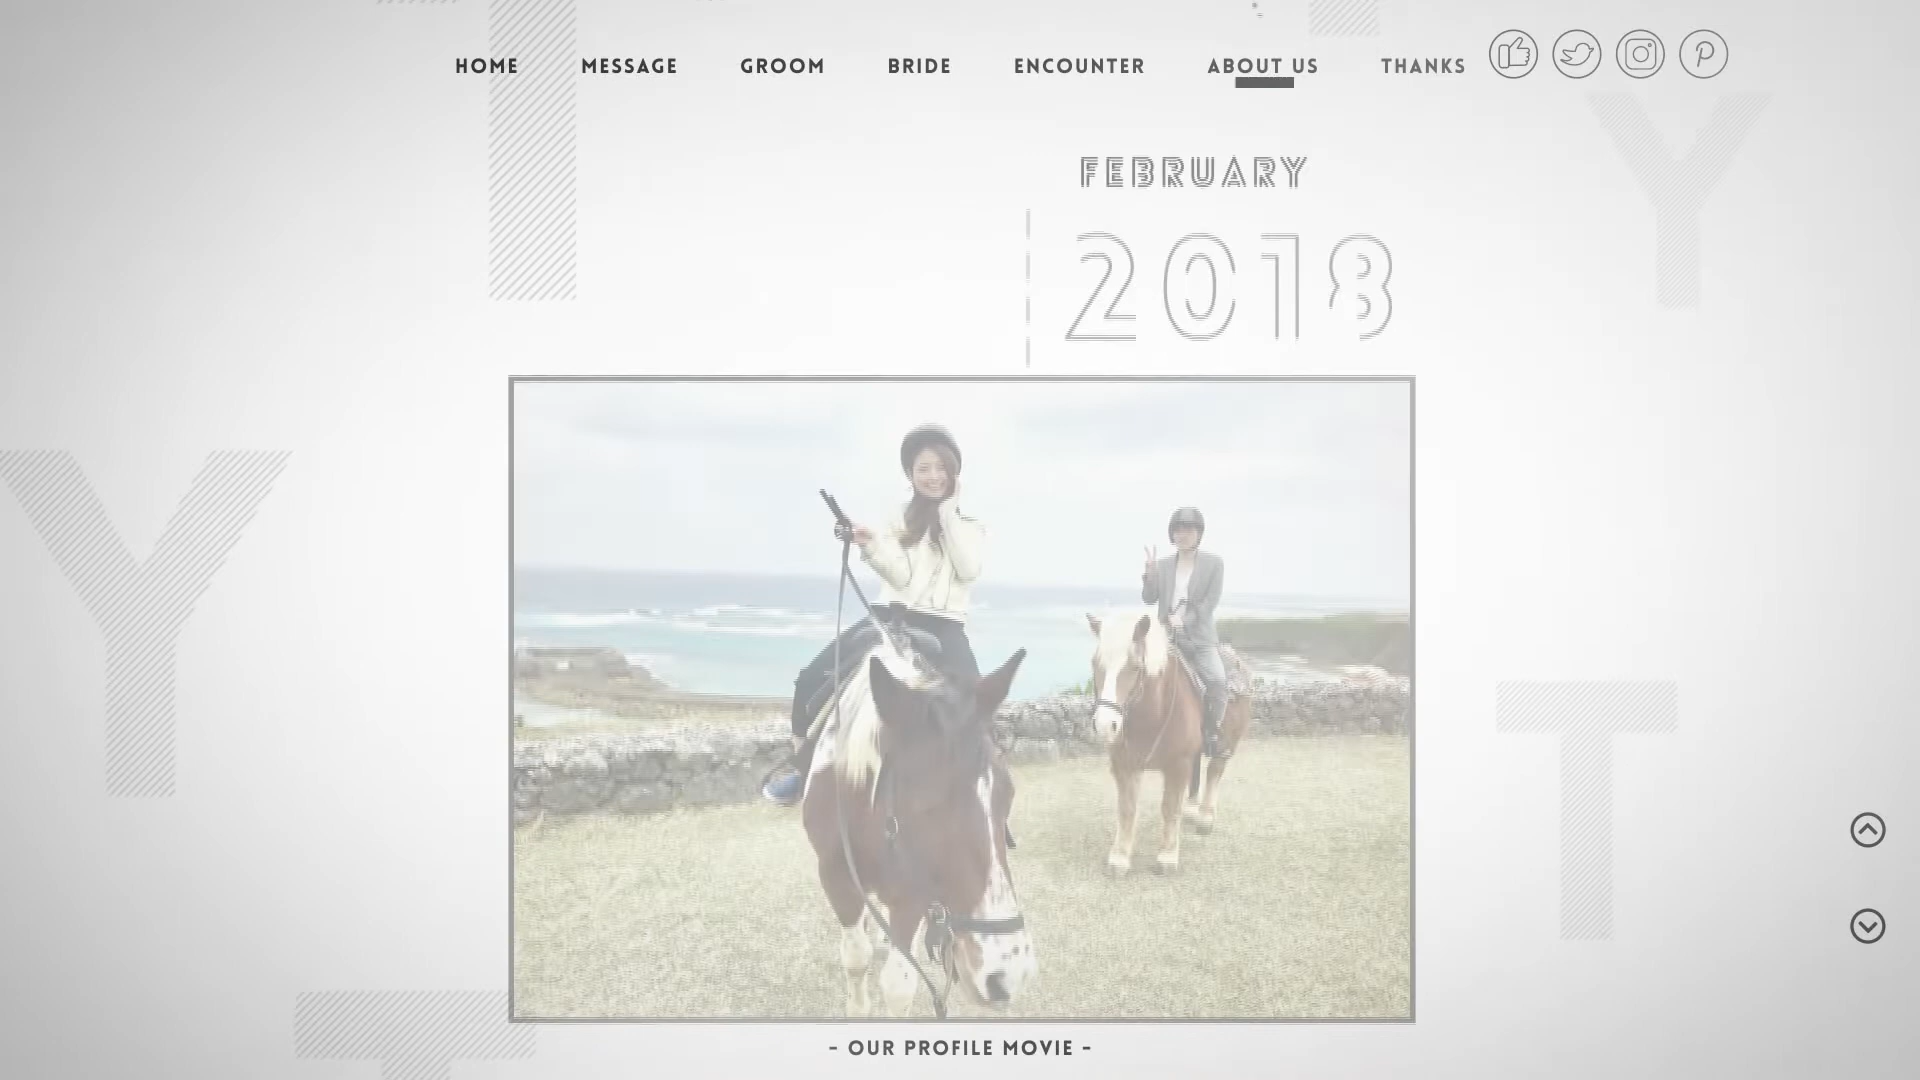 HOME MESSAGE GROOM BRIDE ENCOUNTER ABOUT US THANKS
FEBRUARY
2018
Y
Y
T
- OUR PROFILE MOVIE -